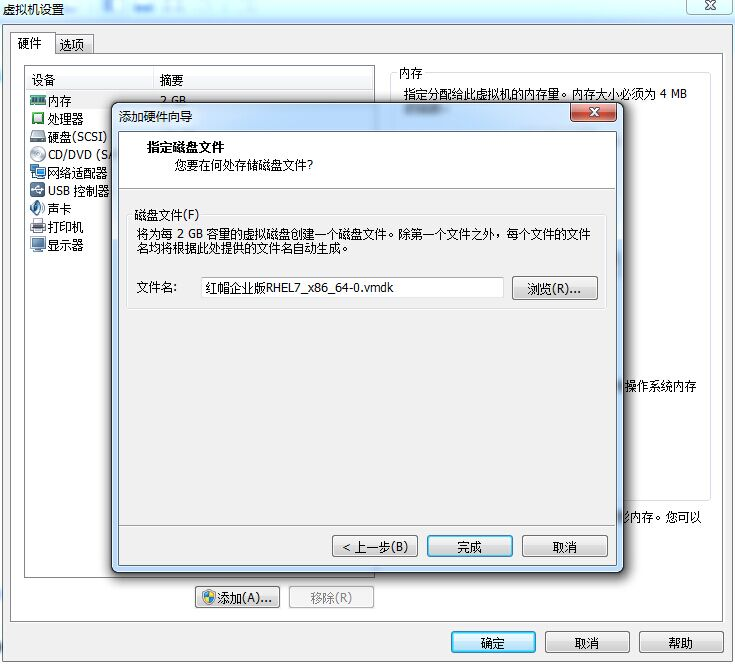 虚拟机设置
硬件 选项
设备 摘要
内存 2 GB
处理器
硬盘(SCSI)
CD/DVD (SA
网络适配器
USB 控制器
声卡
打印机
显示器
内存
指定分配给此虚拟机的内存量。内存大小必须为 4 MB
添加硬件向导
指定磁盘文件
您要在何处存储磁盘文件?
磁盘文件(F)
将为每 2 GB 容量的虚拟磁盘创建一个磁盘文件。除第一个文件之外，每个文件的文件
名均将根据此处提供的文件名自动生成。
文件名: 红帽企业版RHEL7_x86_64-0.vmdk 浏览(R)...
操作系统内存
内存。您可以
< 上一步(B) 完成 取消
添加(A)... 移除(R)
确定 取消 帮助